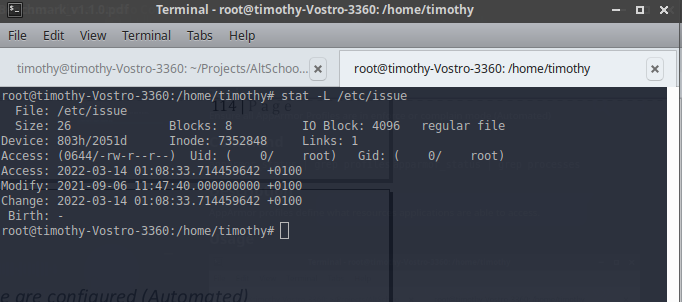 Terminal - root@timothy-Vostro-3360: /home/timothy
File Edit View Terminal Tabs Help
timothy@timothy-Vostro-3360: ~/Projects/AltSchoo...
root@timothy-Vostro-3360: /home/timothy
root@timothy-Vostro-3360:/home/timothy# stat -L /etc/issue
  File: /etc/issue
  Size: 26              Blocks: 8          IO Block: 4096   regular file
Device: 803h/2051d      Inode: 7352848     Links: 1
Access: (0644/-rw-r--r--)  Uid: (    0/    root)   Gid: (    0/    root)
Access: 2022-03-14 01:08:33.714459642 +0100
Modify: 2021-09-06 11:47:40.000000000 +0100
Change: 2022-03-14 01:08:33.714459642 +0100
 Birth: -
root@timothy-Vostro-3360:/home/timothy#
114 | P a g e
e are configured (Automated)